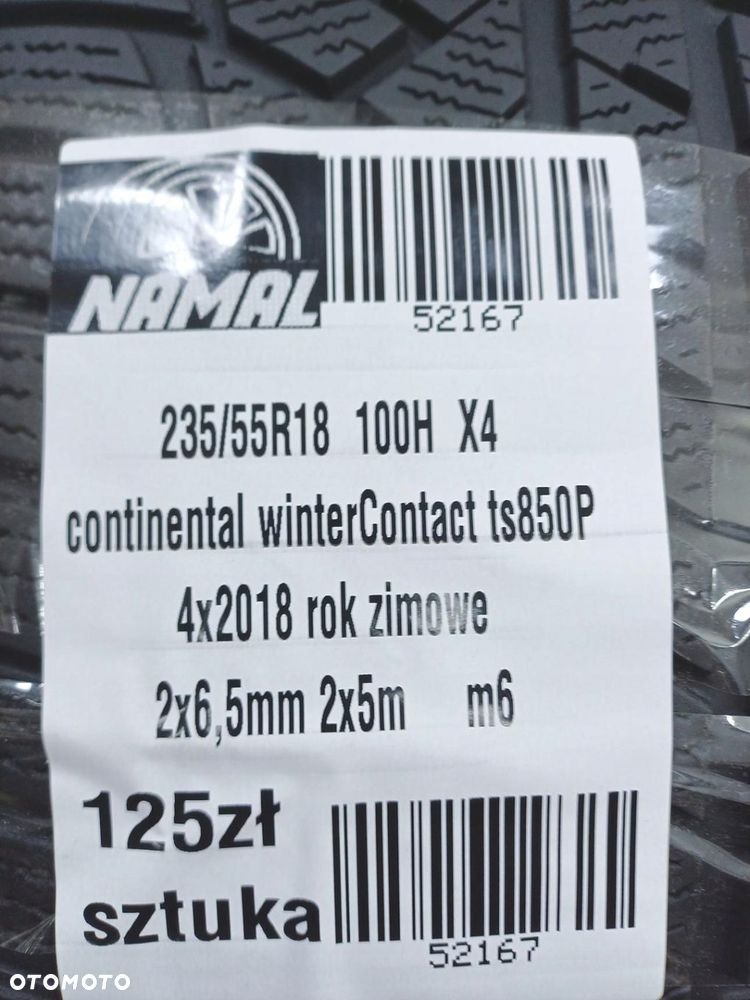 NAMAL
52167
235/55R18 100H X4
continental winterContact ts850P
4x2018 rok zimowe
2x6,5mm 2x5m m6
125zł
sztuka
52167
OTOMOTO